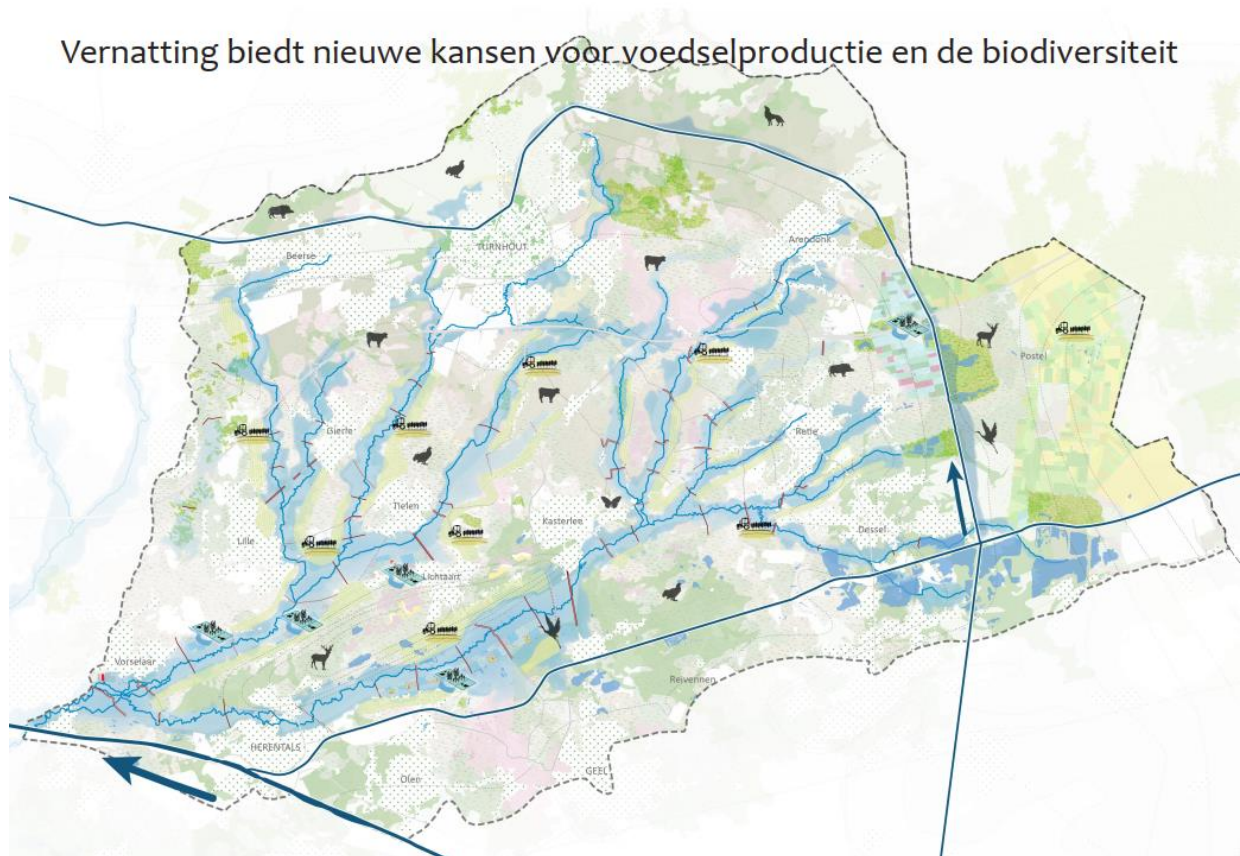 Vernatting biedt nieuwe kansen voor voedselproductie en de biodiversiteit
Beerse
TURNHOUT
Arendonk
Postel
Gierle
Retie
Tielen
Kasterlee
Lille
Dessel
Lichtaart
Vorselaar
Reivennen
HERENTALS
Olen
GEEL